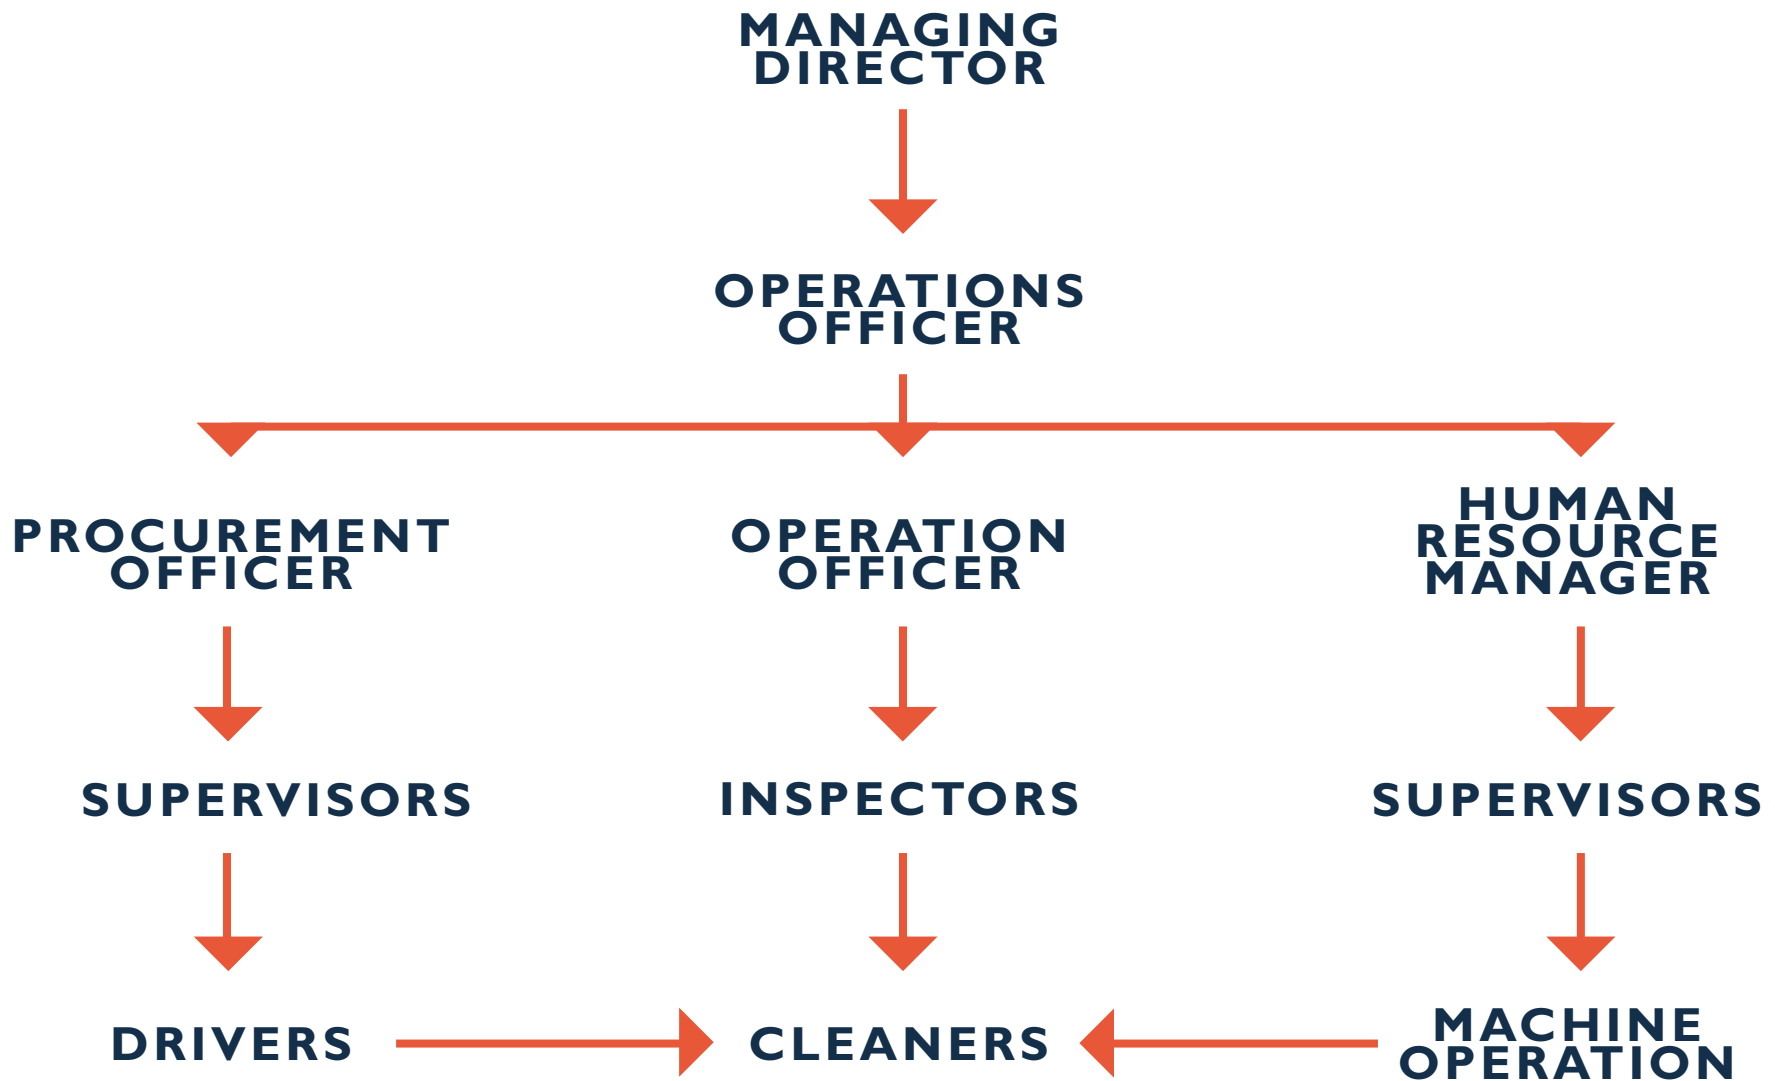 MANAGING
DIRECTOR
OPERATIONS
OFFICER
PROCUREMENT
OFFICER
OPERATION
OFFICER
HUMAN
RESOURCE
MANAGER
SUPERVISORS
INSPECTORS
SUPERVISORS
DRIVERS
CLEANERS
MACHINE
OPERATION